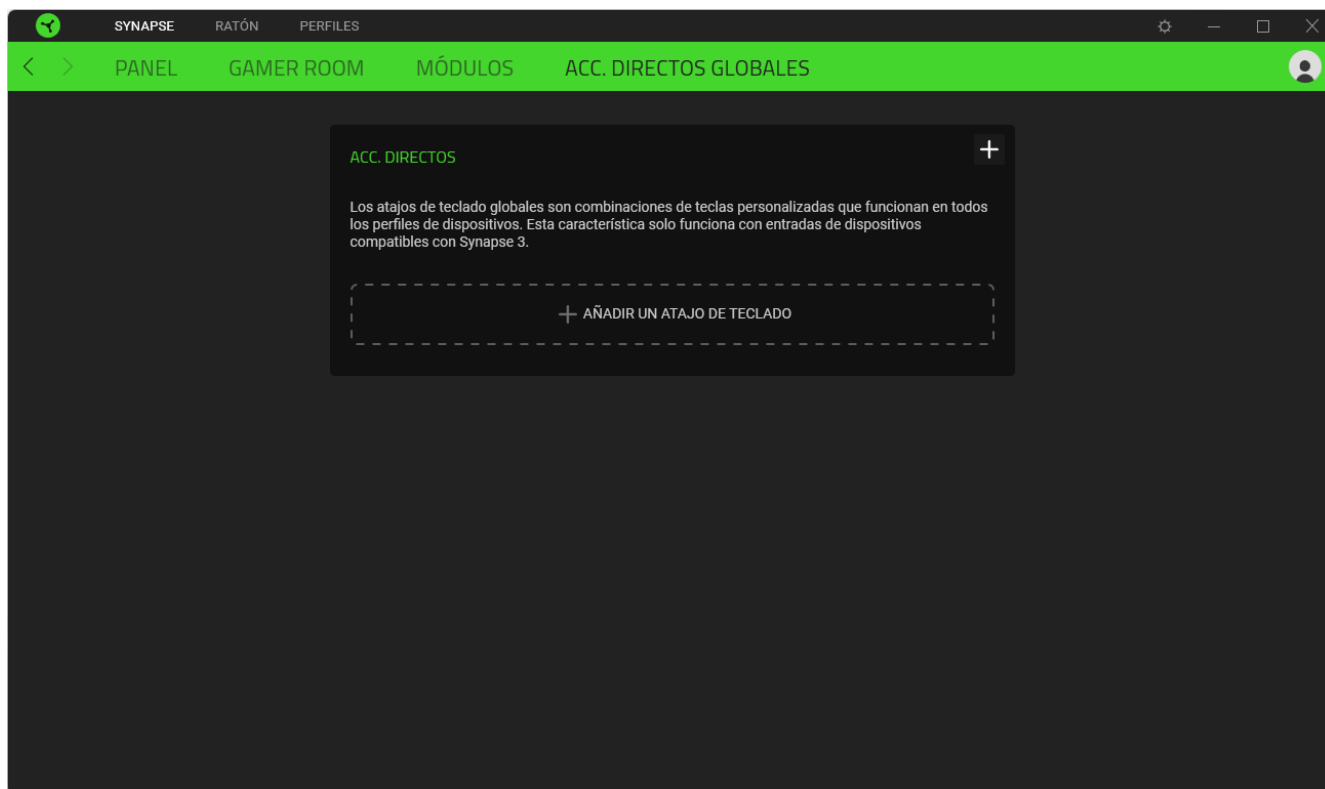 SYNAPSE RATÓN PERFILES
PANEL GAMER ROOM MÓDULOS ACC. DIRECTOS GLOBALES
ACC. DIRECTOS
Los atajos de teclado globales son combinaciones de teclas personalizadas que funcionan en todos
los perfiles de dispositivos. Esta característica solo funciona con entradas de dispositivos
compatibles con Synapse 3.
AÑADIR UN ATAJO DE TECLADO